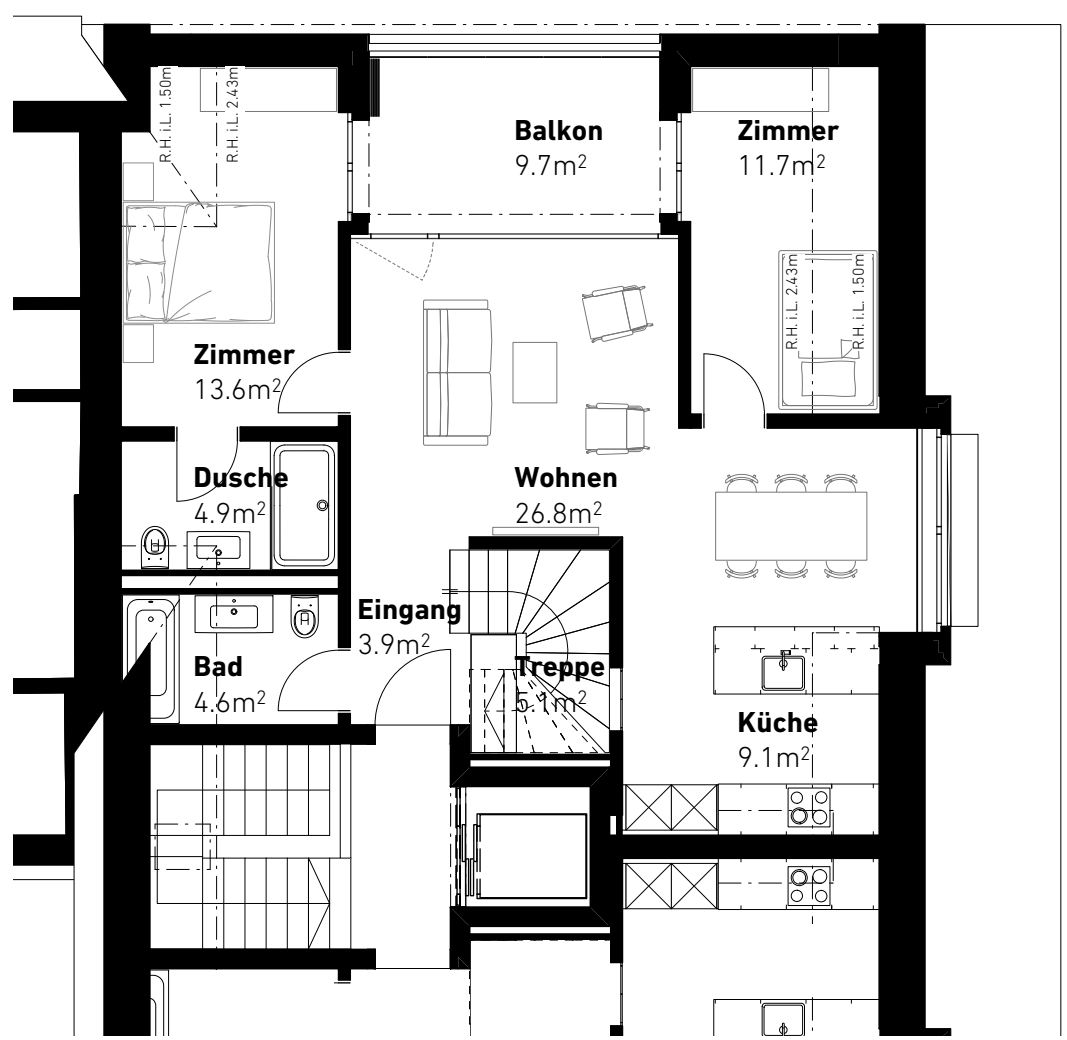 R.H. i.L. 1.50m
R.H. i.L. 2.43m
Balkon
9.7m²
Zimmer
11.7m²
R.H. i.L. 2.43m
R.H. i.L. 1.50m
Zimmer
13.6m²
Dusche
4.9m²
Wohnen
26.8m²
Eingang
3.9m²
Bad
4.6m²
Treppe
5.1m²
Küche
9.1m²